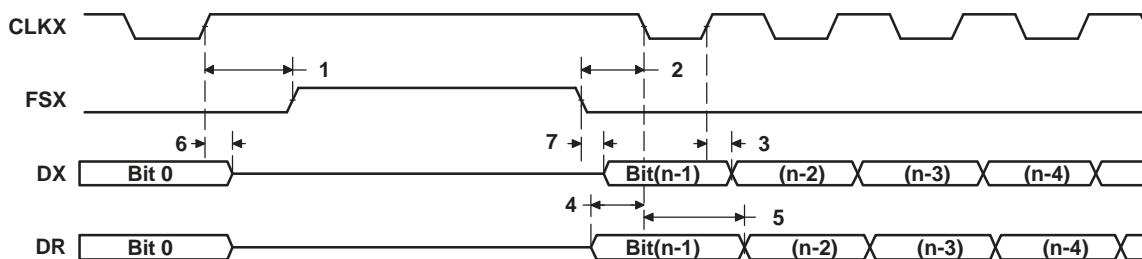 CLKX
1 2
FSX
6 7 3
DX Bit 0 Bit(n-1) (n-2) (n-3) (n-4)
4 5
DR Bit 0 Bit(n-1) (n-2) (n-3) (n-4)